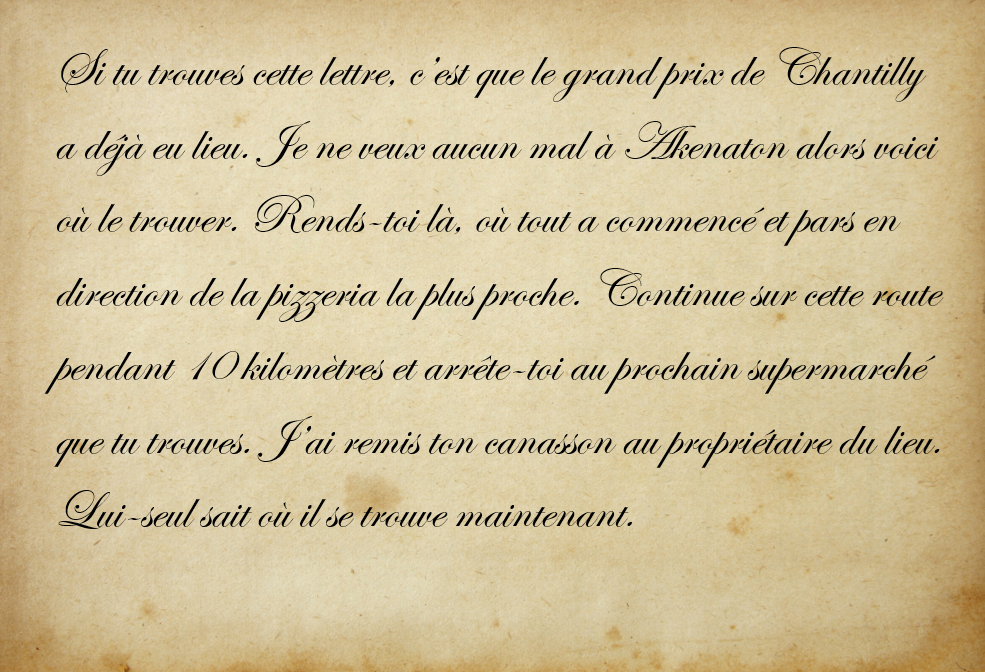 Si tu trouves cette lettre, c'est que le grand prix de Chantilly
a déjà eu lieu. Je ne veux aucun mal à Akenaton alors voici
où le trouver. Rends-toi là, où tout a commencé et pars en
direction de la pizzeria la plus proche. Continue sur cette route
pendant 10 kilomètres et arrête-toi au prochain supermarché
que tu trouves. J'ai remis ton canasson au propriétaire du lieu.
Lui-seul sait où il se trouve maintenant.